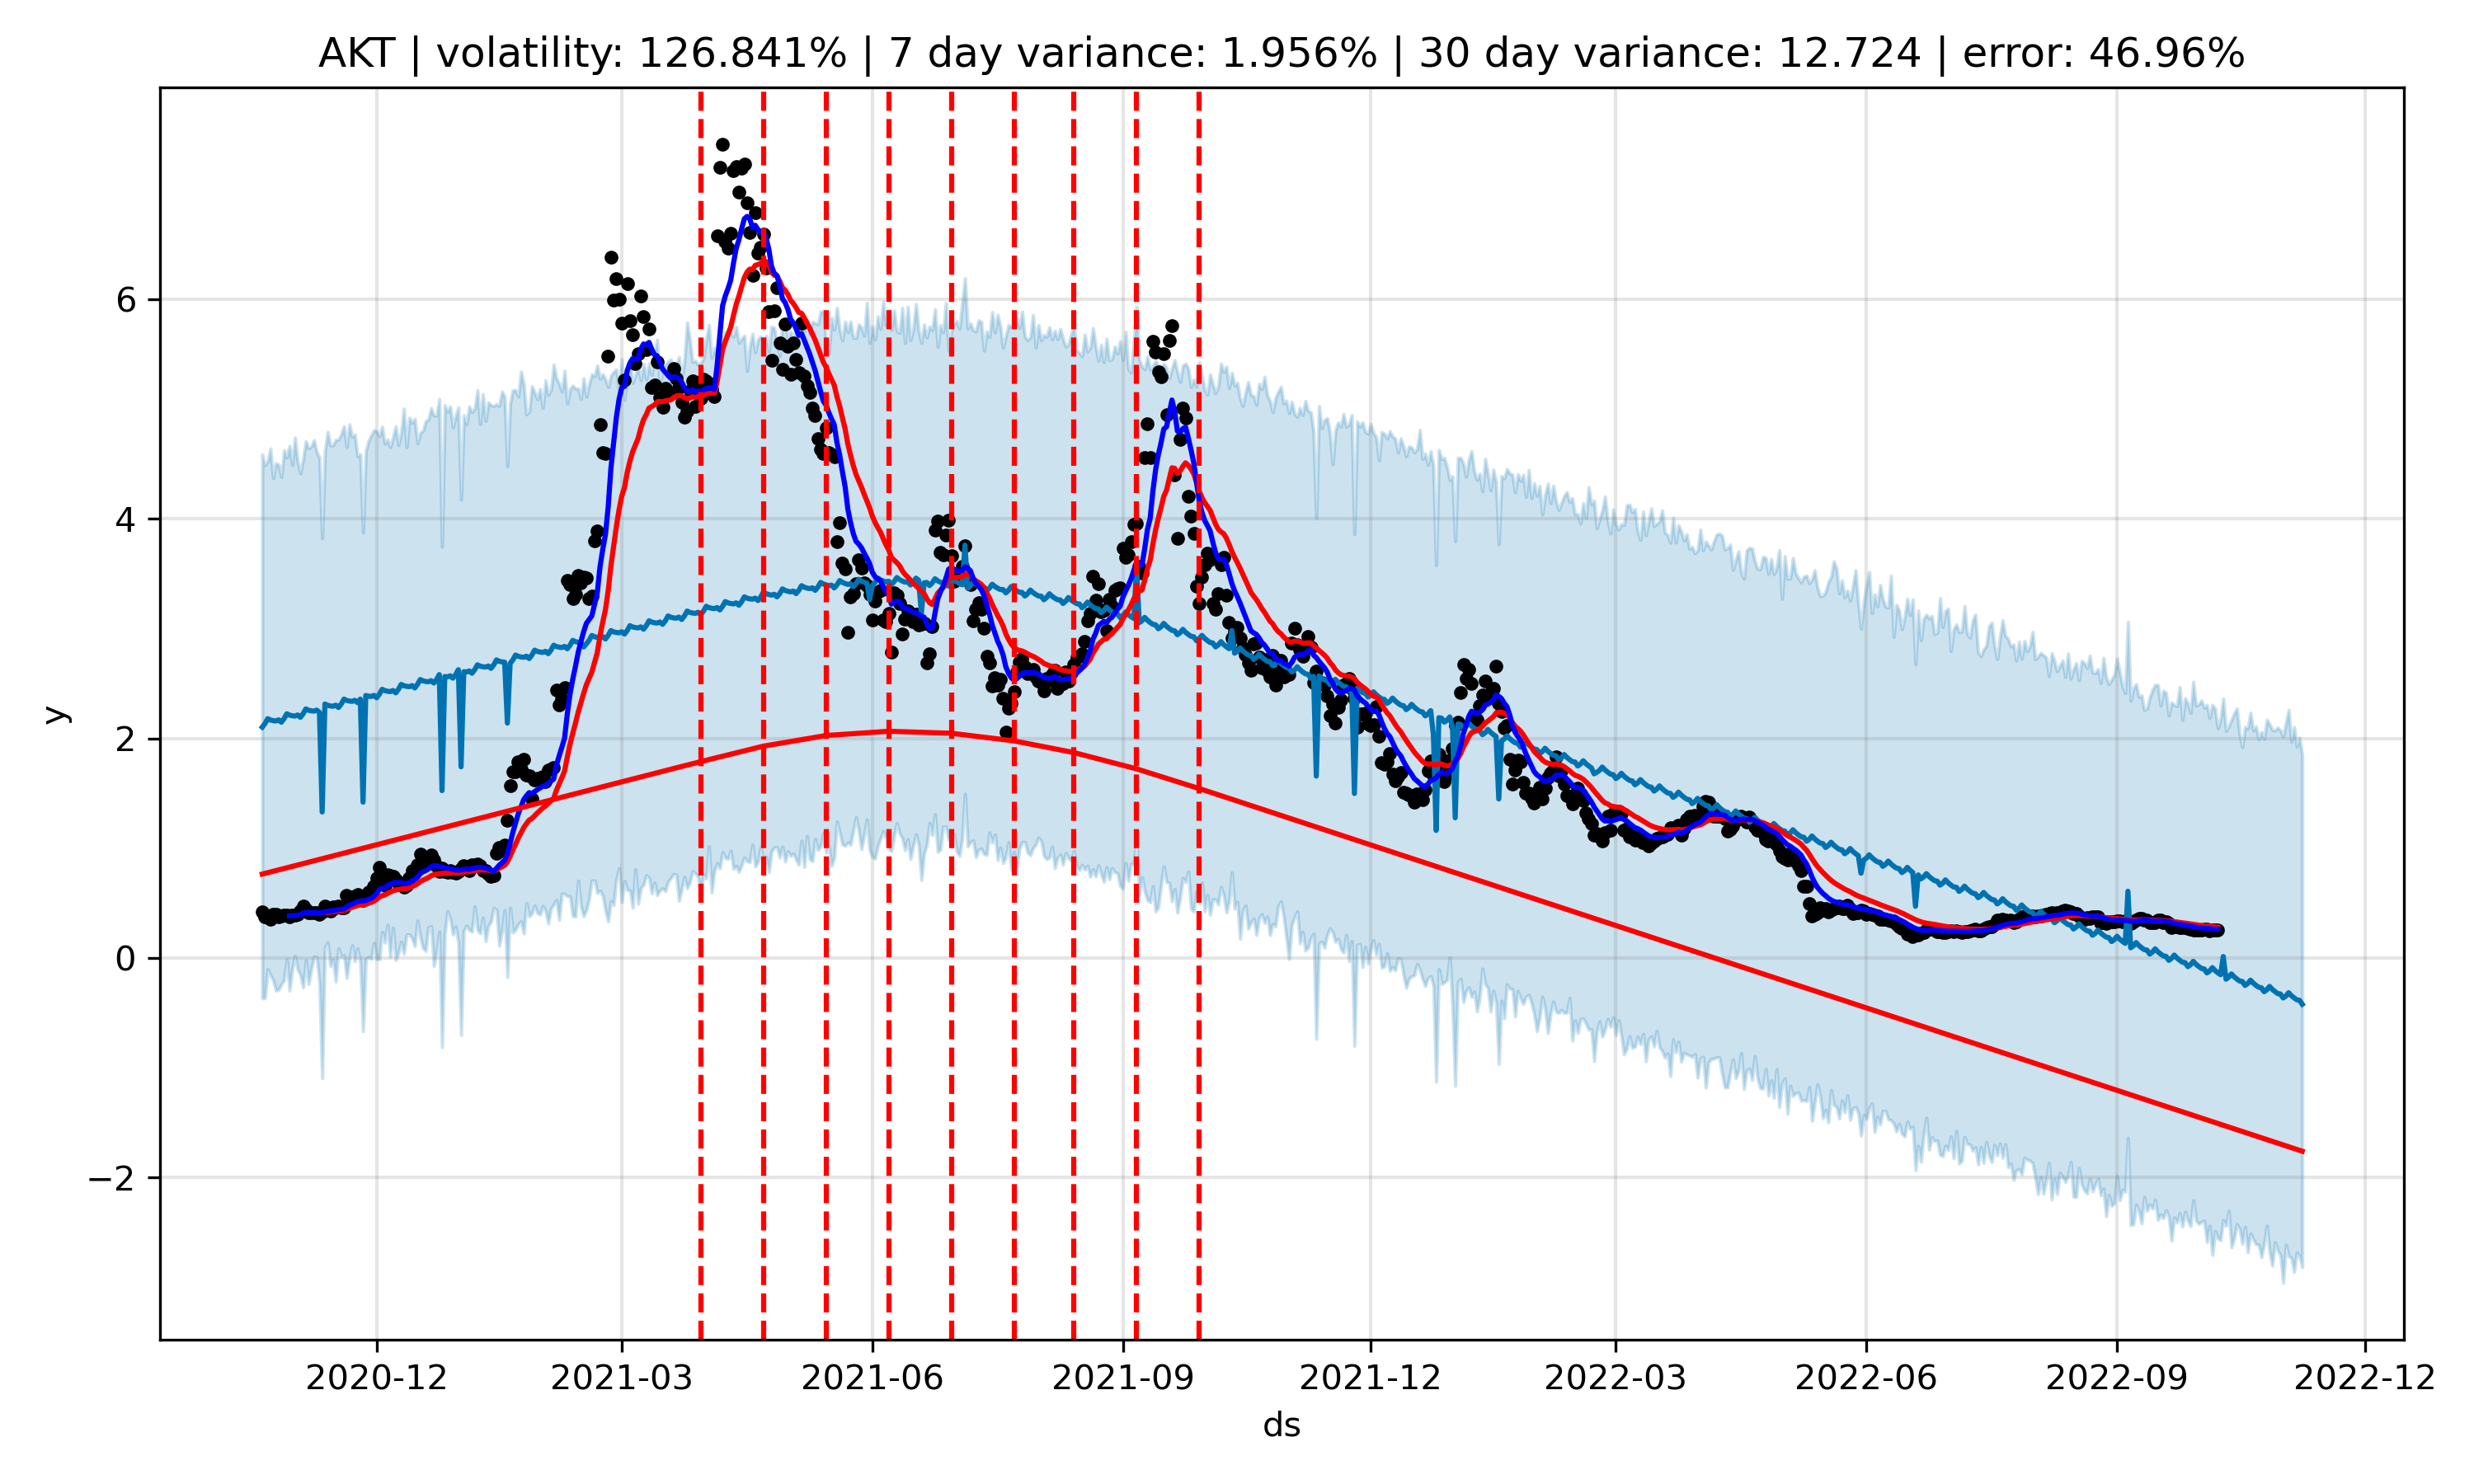 AKT | volatility: 126.841% | 7 day variance: 1.956% | 30 day variance: 12.724 | error: 46.96%
y
6
4
2
0
−2
2020-12 2021-03 2021-06 2021-09 2021-12 2022-03 2022-06 2022-09 2022-12
ds